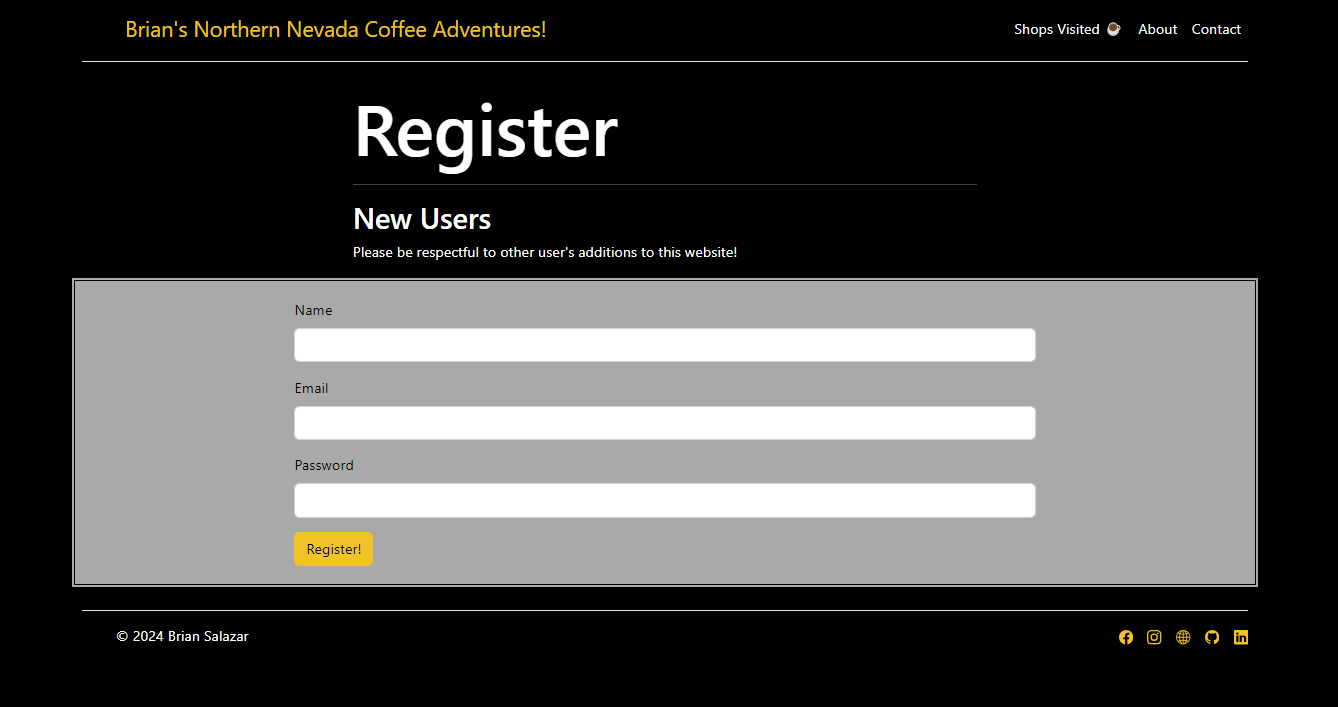 Brian's Northern Nevada Coffee Adventures!
Shops Visited ☕ About Contact
Register
New Users
Please be respectful to other user's additions to this website!
Name
Email
Password
Register!
© 2024 Brian Salazar